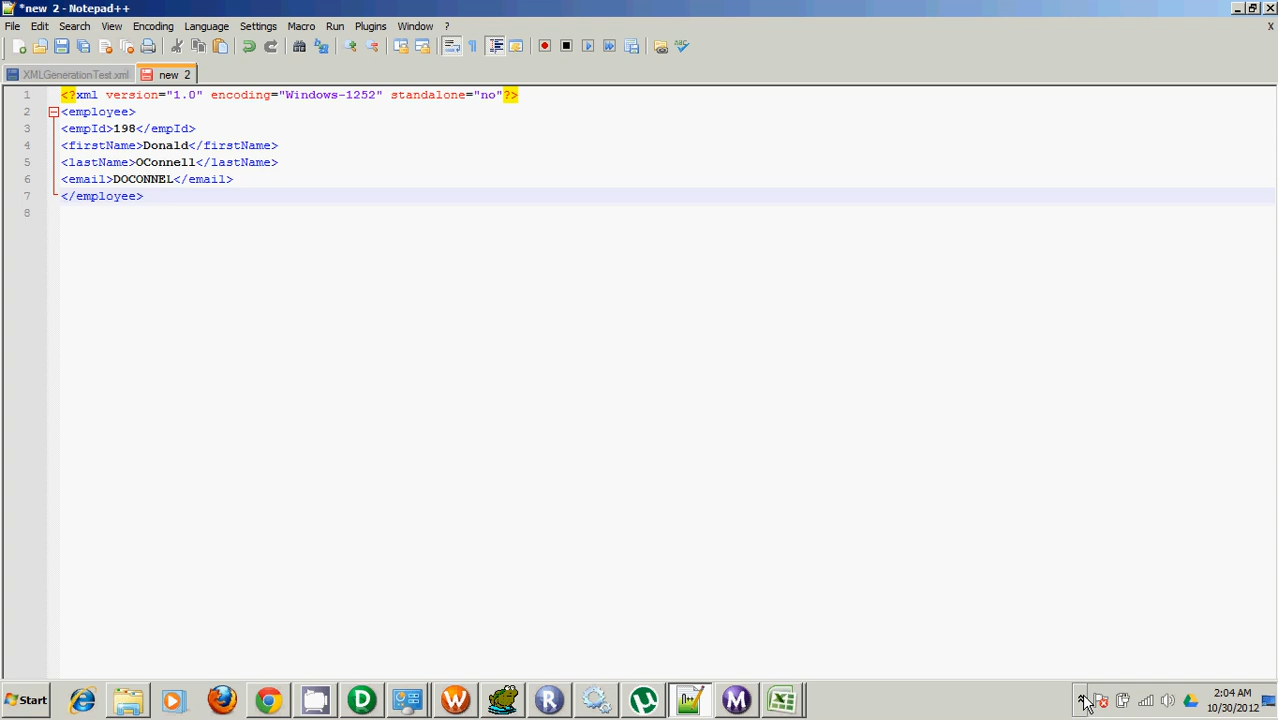 *new 2 - Notepad++
File Edit Search View Encoding Language Settings Macro Run Plugins Window ?
X
XMLGenerationTest.xml new 2
1 <?xml version="1.0" encoding="Windows-1252" standalone="no"?>
2 <employee>
3 <empId>198</empId>
4 <firstName>Donald</firstName>
5 <lastName>OConnell</lastName>
6 <email>DOCONNEL</email>
7 </employee>
8
Start D W R µ M 2:04 AM
10/30/2012